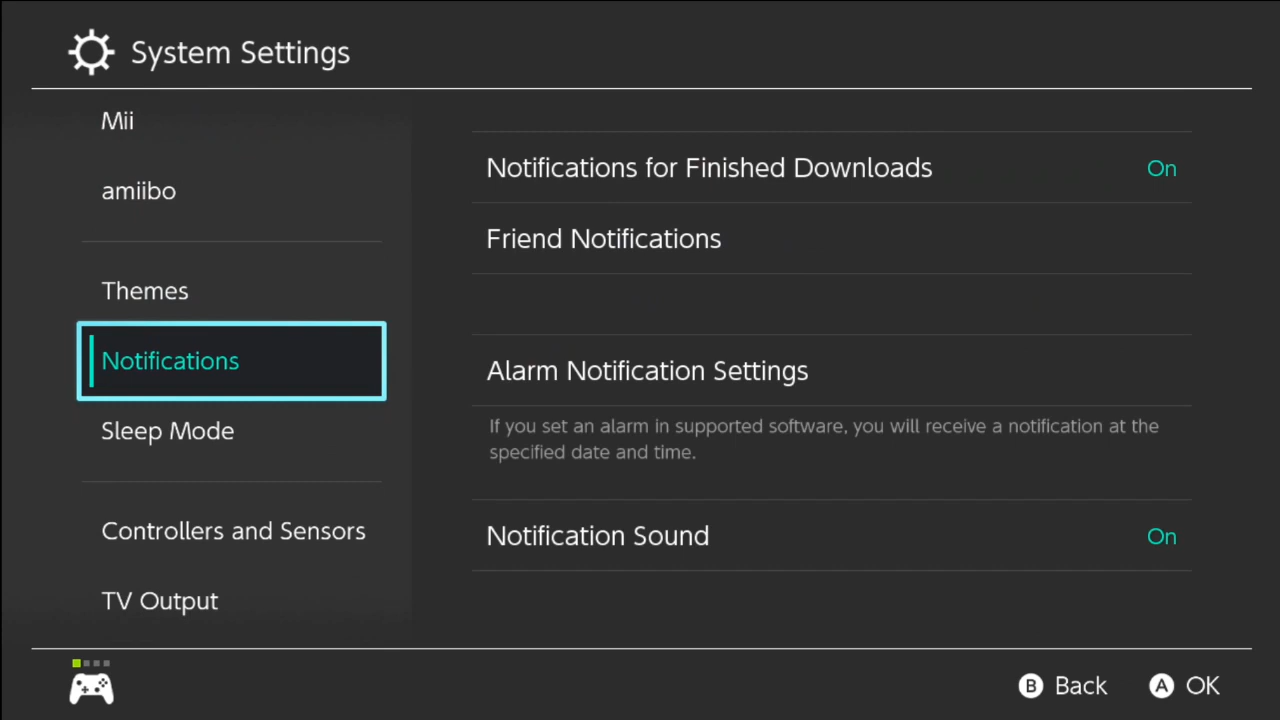 System Settings
Mii
amiibo
Themes
Notifications
Sleep Mode
Controllers and Sensors
TV Output
Notifications for Finished Downloads On
Friend Notifications
Alarm Notification Settings
If you set an alarm in supported software, you will receive a notification at the
specified date and time.
Notification Sound On
B Back A OK